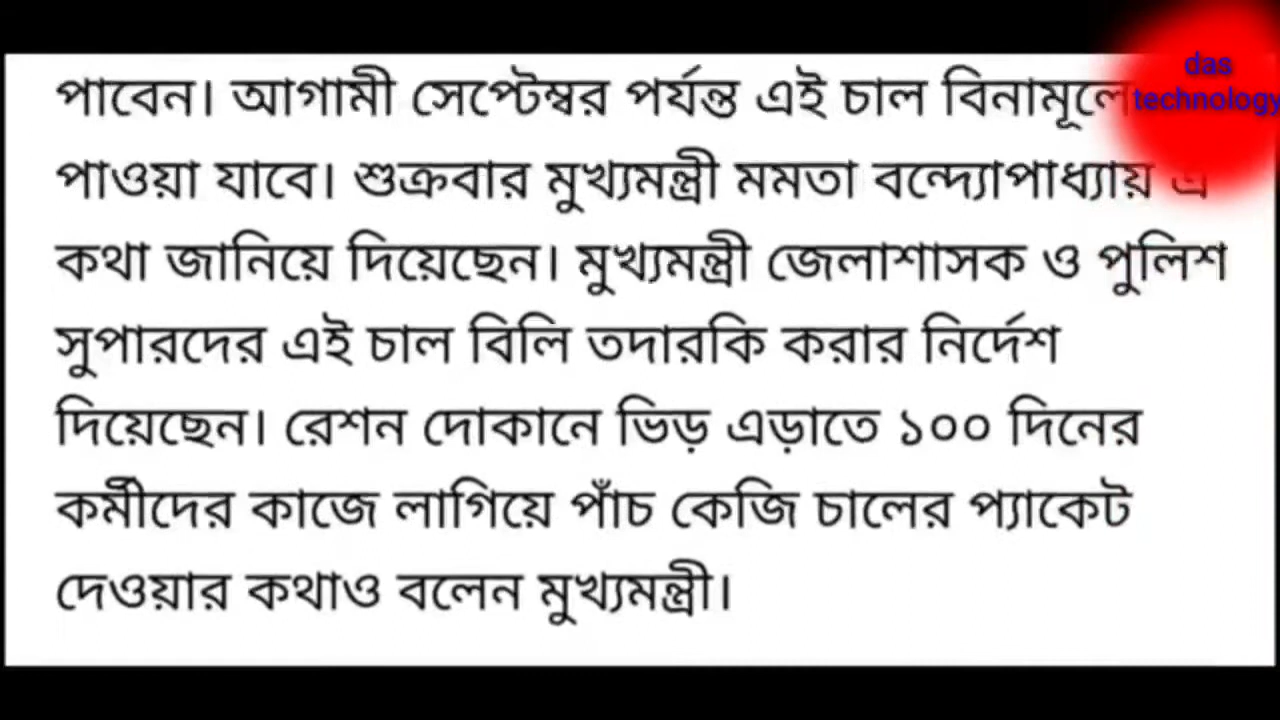 পাবেন। আগামী সেপ্টেম্বর পর্যন্ত এই চাল বিনামূলে
das
technology
পাওয়া যাবে। শুক্রবার মুখ্যমন্ত্রী মমতা বন্দ্যোপাধ্যায় এ
কথা জানিয়ে দিয়েছেন। মুখ্যমন্ত্রী জেলাশাসক ও পুলিশ
সুপারদের এই চাল বিলি তদারকি করার নির্দেশ
দিয়েছেন। রেশন দোকানে ভিড় এড়াতে ১০০ দিনের
কর্মীদের কাজে লাগিয়ে পাঁচ কেজি চালের প্যাকেট
দেওয়ার কথাও বলেন মুখ্যমন্ত্রী।